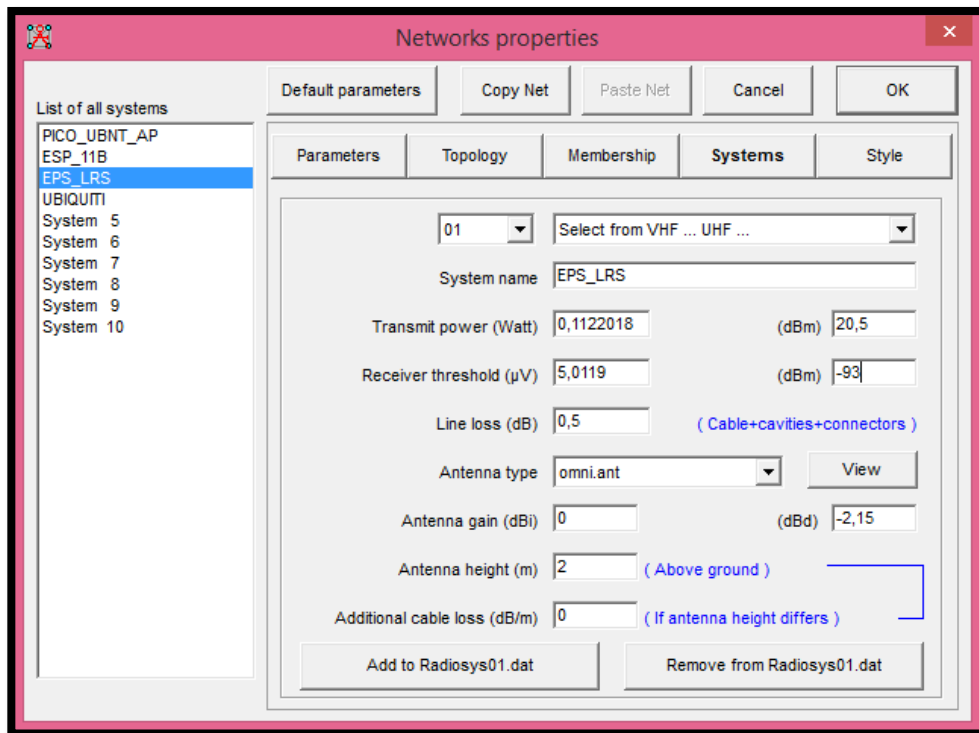 Networks properties
Default parameters Copy Net Paste Net Cancel OK
List of all systems
PICO_UBNT_AP
ESP_11B
EPS_LRS
UBIQUITI
System 5
System 6
System 7
System 8
System 9
System 10
Parameters Topology Membership Systems Style
01 Select from VHF ... UHF ...
System name EPS_LRS
Transmit power (Watt) 0,1122018 (dBm) 20,5
Receiver threshold (µV) 5,0119 (dBm) -93
Line loss (dB) 0,5 ( Cable+cavities+connectors )
Antenna type omni.ant View
Antenna gain (dBi) 0 (dBd) -2,15
Antenna height (m) 2 ( Above ground )
Additional cable loss (dB/m) 0 ( If antenna height differs )
Add to Radiosys01.dat Remove from Radiosys01.dat